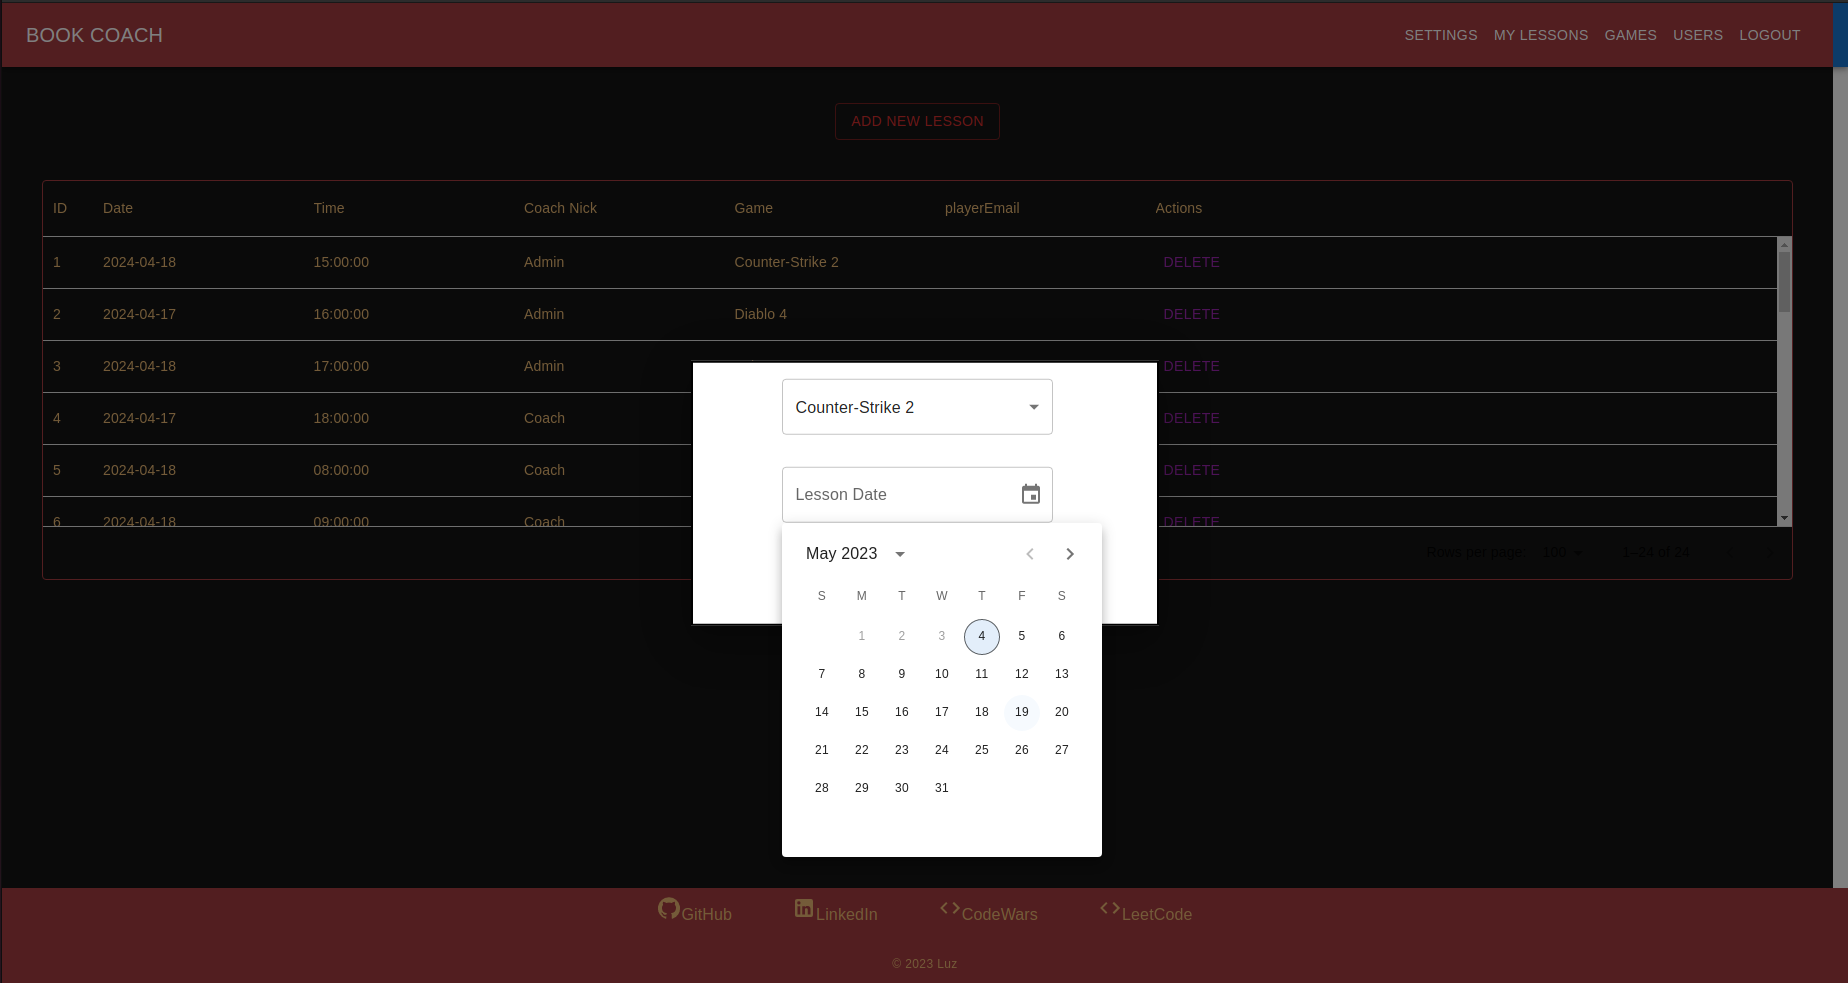 BOOK COACH SETTINGS MY LESSONS GAMES USERS LOGOUT
ADD NEW LESSON
ID Date Time Coach Nick Game playerEmail Actions
1 2024-04-18 15:00:00 Admin Counter-Strike 2 DELETE
2 2024-04-17 16:00:00 Admin Diablo 4 DELETE
3 2024-04-18 17:00:00 Admin DELETE
4 2024-04-17 18:00:00 Coach DELETE
5 2024-04-18 08:00:00 Coach DELETE
6 2024-04-18 09:00:00 Coach DELETE
Rows per page: 100 1–24 of 24
Counter-Strike 2
Lesson Date
May 2023
S M T W T F S
1 2 3 4 5 6
7 8 9 10 11 12 13
14 15 16 17 18 19 20
21 22 23 24 25 26 27
28 29 30 31
GitHub LinkedIn CodeWars LeetCode
© 2023 Luz